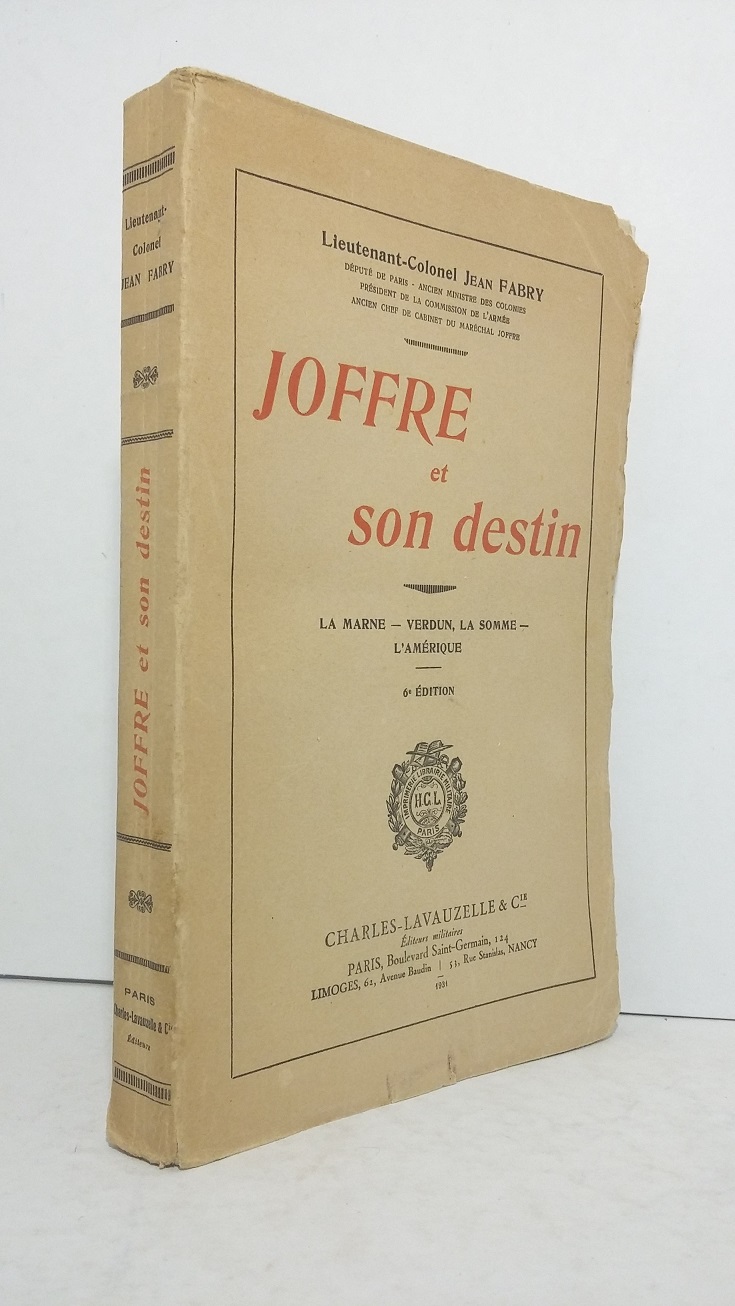 Lieutenant-
Colonel
JEAN FABRY
JOFFRE et son destin
PARIS
Charles-Lavauzelle & Cie
Éditeurs
Lieutenant-Colonel JEAN FABRY
DÉPUTÉ DE PARIS - ANCIEN MINISTRE DES COLONIES
PRÉSIDENT DE LA COMMISSION DE L'ARMÉE
ANCIEN CHEF DE CABINET DU MARÉCHAL JOFFRE
JOFFRE
et
son destin
LA MARNE — VERDUN, LA SOMME —
L'AMÉRIQUE
6e ÉDITION
IMPRIMERIE LIBRAIRIE MILITAIRE
H.C.L.
PARIS
CHARLES-LAVAUZELLE & CIE
Éditeurs militaires
PARIS, Boulevard Saint-Germain, 124
LIMOGES, 62, Avenue Baudin | 53, Rue Stanislas, NANCY
1931